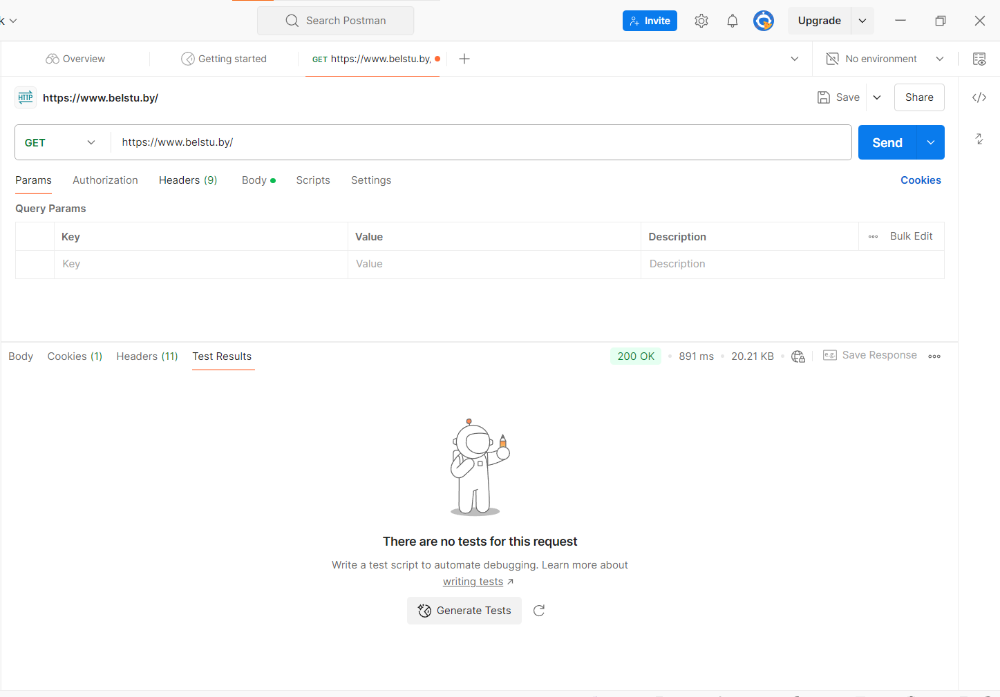 k
Search Postman
Invite
Upgrade
Overview
Getting started
GET https://www.belstu.by,
No environment
HTTP
https://www.belstu.by/
Save
Share
GET
https://www.belstu.by/
Send
Params
Authorization
Headers (9)
Body
Scripts
Settings
Cookies
Query Params
Key
Value
Description
Bulk Edit
Key
Value
Description
Body
Cookies (1)
Headers (11)
Test Results
200 OK
891 ms
20.21 KB
e.g.
Save Response
There are no tests for this request
Write a test script to automate debugging. Learn more about
writing tests
Generate Tests